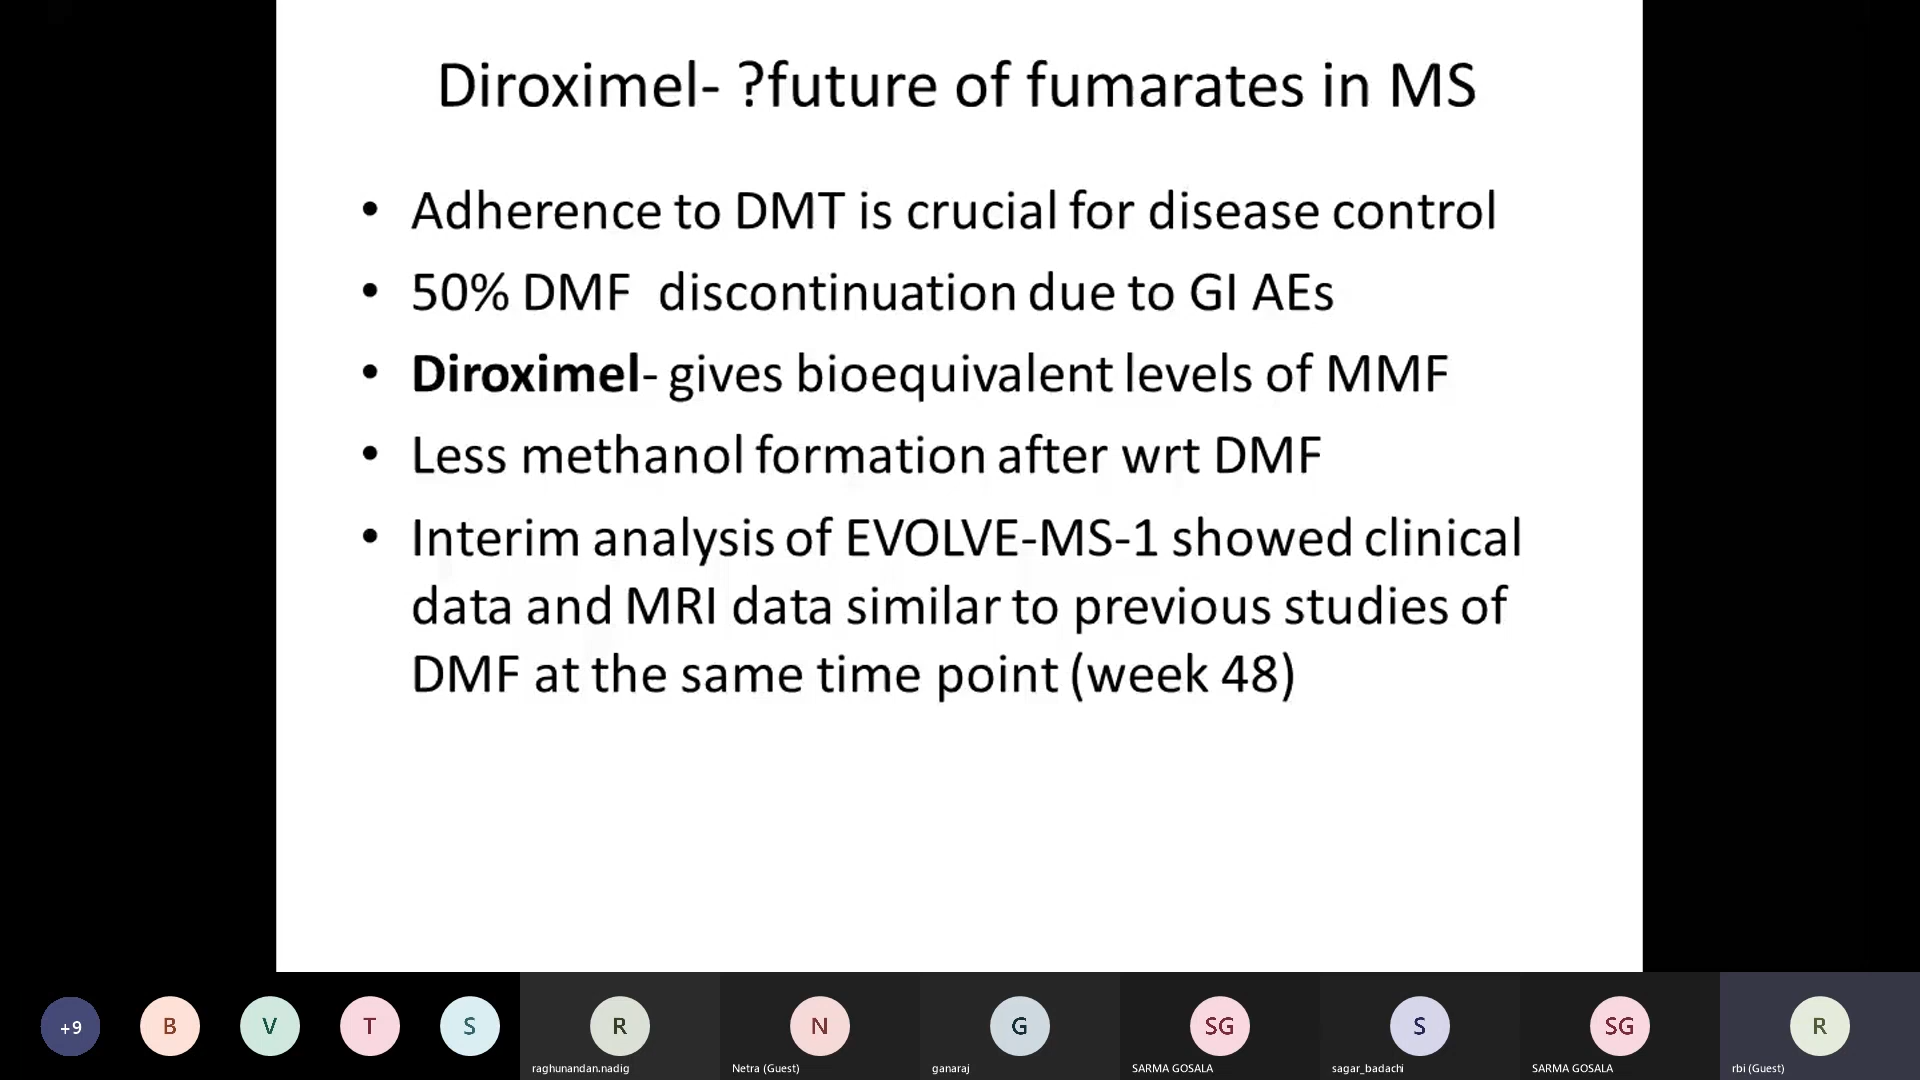 Diroximel- ?future of fumarates in MS
• Adherence to DMT is crucial for disease control
• 50% DMF  discontinuation due to GI AEs
• Diroximel- gives bioequivalent levels of MMF
• Less methanol formation after wrt DMF
• Interim analysis of EVOLVE-MS-1 showed clinical
data and MRI data similar to previous studies of
DMF at the same time point (week 48)
+9 B V T S R N G SG S SG R
raghunandan.nadig Netra (Guest) ganaraj SARMA GOSALA sagar_badachi SARMA GOSALA rbi (Guest)